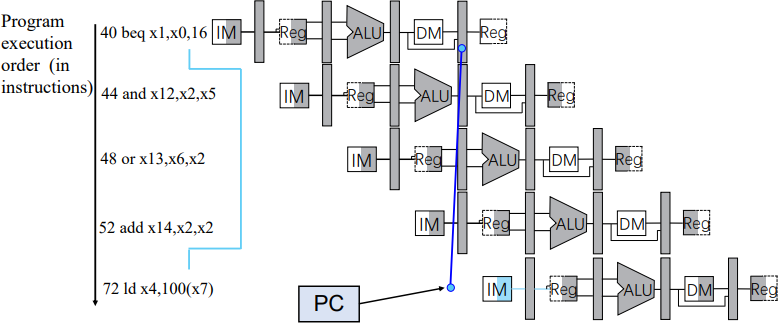 Program
execution
order (in
instructions)
40 beq x1,x0,16 IM Reg ALU DM Reg
44 and x12,x2,x5 IM Reg ALU DM Reg
48 or x13,x6,x2 IM Reg ALU DM Reg
52 add x14,x2,x2 IM Reg ALU DM Reg
72 ld x4,100(x7) IM Reg ALU DM Reg
PC